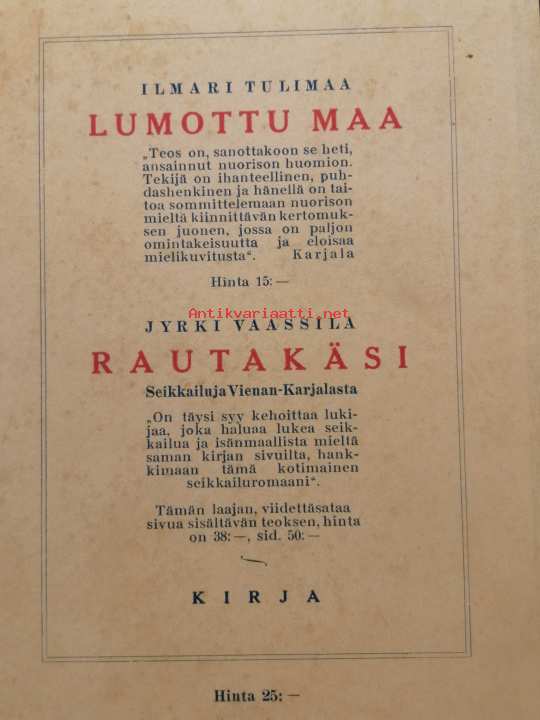 ILMARI TULIMAA
LUMOTTU MAA
„Teos on, sanottakoon se heti,
ansainnut nuorison huomion.
Tekijä on ihanteellinen, puh-
dashenkinen ja hänellä on tai-
toa sommittelemaan nuorison
mieltä kiinnittävän kertomuk-
sen juonen, jossa on paljon
omintakeisuutta ja eloisaa
mielikuvitusta“. Karjala
Hinta 15: —
Antikvariaatti.net
JYRKI VAASSILA
RAUTAKÄSI
Seikkailuja Vienan-Karjalasta
„On täysi syy kehoittaa luki-
jaa, joka haluaa lukea seik-
kailua ja isänmaallista mieltä
saman kirjan sivuilta, hank-
kimaan tämä kotimainen
seikkailuromaani“.
Tämän laajan, viidettäsataa
sivua sisältävän teoksen, hinta
on 38: —, sid. 50: —
KIRJA
Hinta 25: —